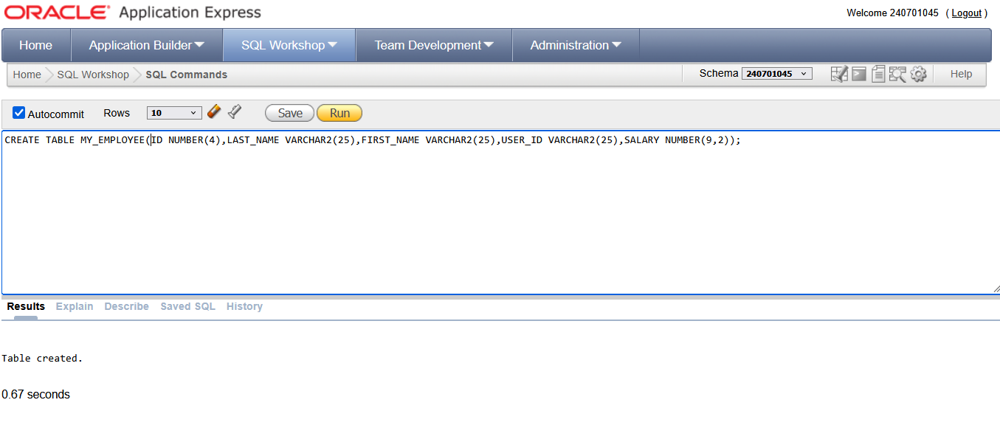 ORACLE® Application Express
Welcome 240701045 ( Logout )
Home Application Builder SQL Workshop Team Development Administration
Home SQL Workshop SQL Commands Schema 240701045 Help
Autocommit Rows 10 Save Run
CREATE TABLE MY_EMPLOYEE(ID NUMBER(4),LAST_NAME VARCHAR2(25),FIRST_NAME VARCHAR2(25),USER_ID VARCHAR2(25),SALARY NUMBER(9,2));
Results Explain Describe Saved SQL History
Table created.
0.67 seconds